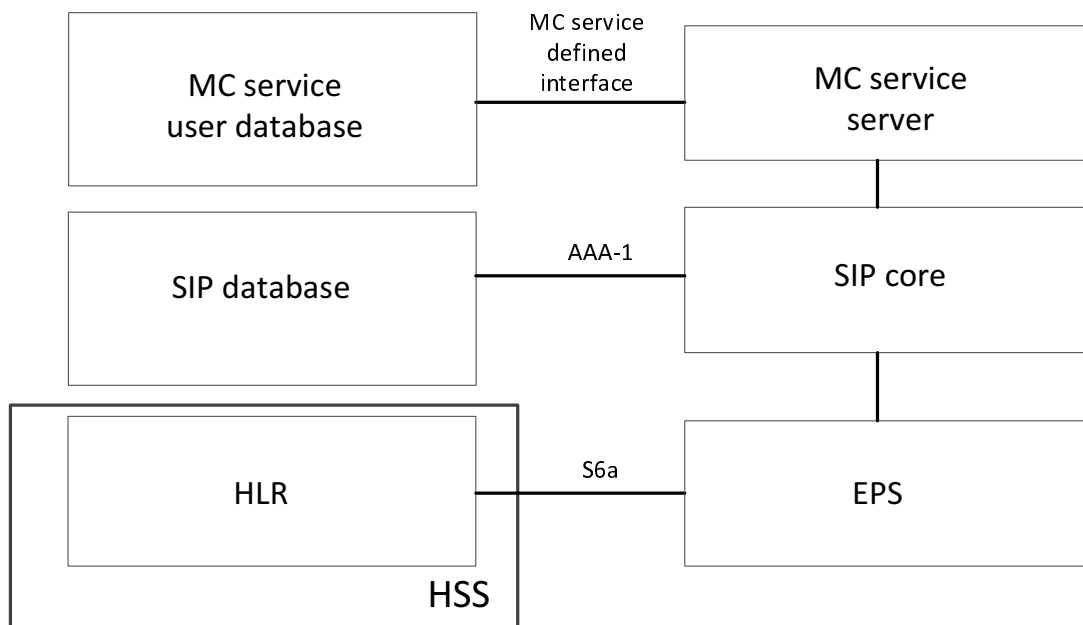 MC service
user database
MC service
defined
interface
MC service
server
SIP database
AAA-1
SIP core
HLR
S6a
EPS
HSS